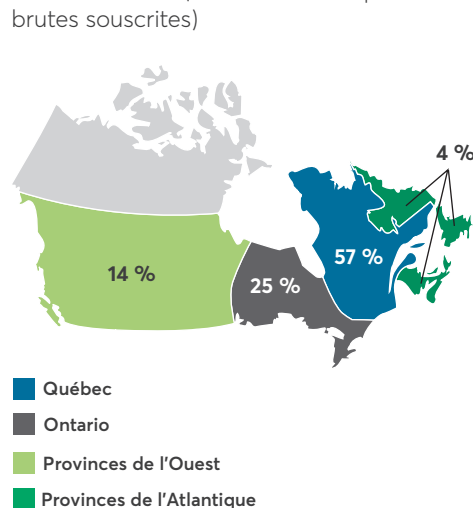 brutes souscrites)
4 %
57 %
14 %
25 %
Québec
Ontario
Provinces de l'Ouest
Provinces de l'Atlantique